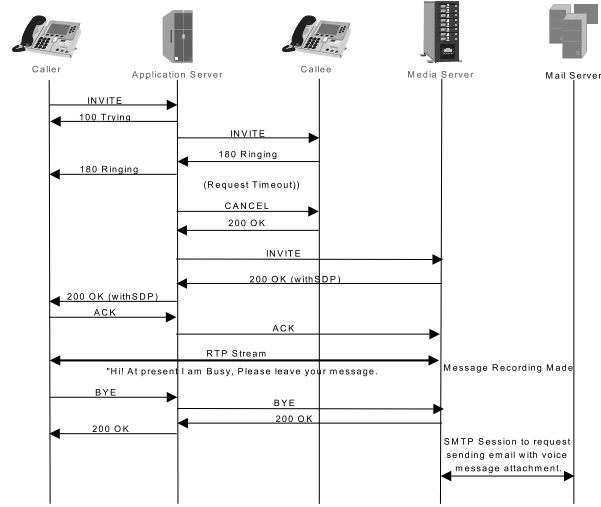 Caller
Application Server
Callee
Media Server
Mail Server
INVITE
100 Trying
INVITE
180 Ringing
180 Ringing
(Request Timeout))
CANCEL
200 OK
INVITE
200 OK (withSDP)
200 OK (withSDP)
ACK
ACK
RTP Stream
"Hi! At present I am Busy, Please leave your message.
Message Recording Made
BYE
BYE
200 OK
200 OK
SMTP Session to request
sending email with voice
message attachment.